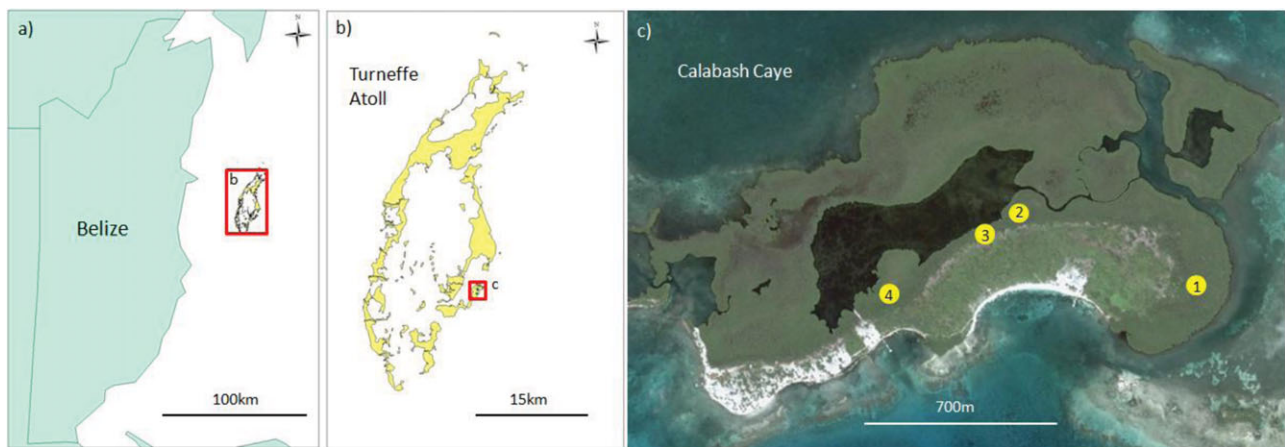 a)
N
b
Belize
100km
b)
N
Turneffe
Atoll
c
15km
c)
Calabash Caye
2
3
4
1
700m